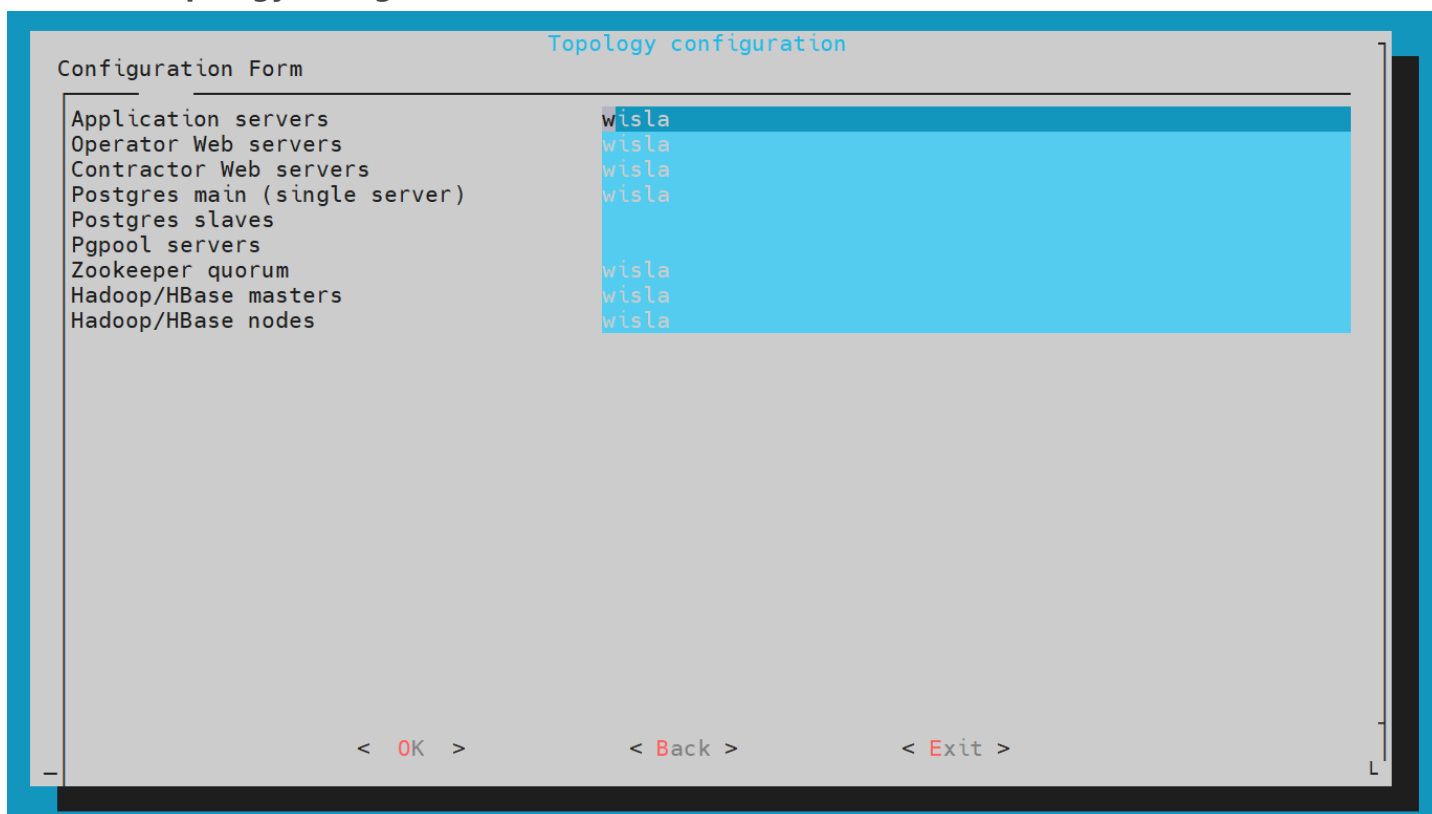 Topology configuration
Configuration Form
Application servers wisla
Operator Web servers wisla
Contractor Web servers wisla
Postgres main (single server) wisla
Postgres slaves
Pgpool servers
Zookeeper quorum wisla
Hadoop/HBase masters wisla
Hadoop/HBase nodes wisla
< OK > < Back > < Exit >